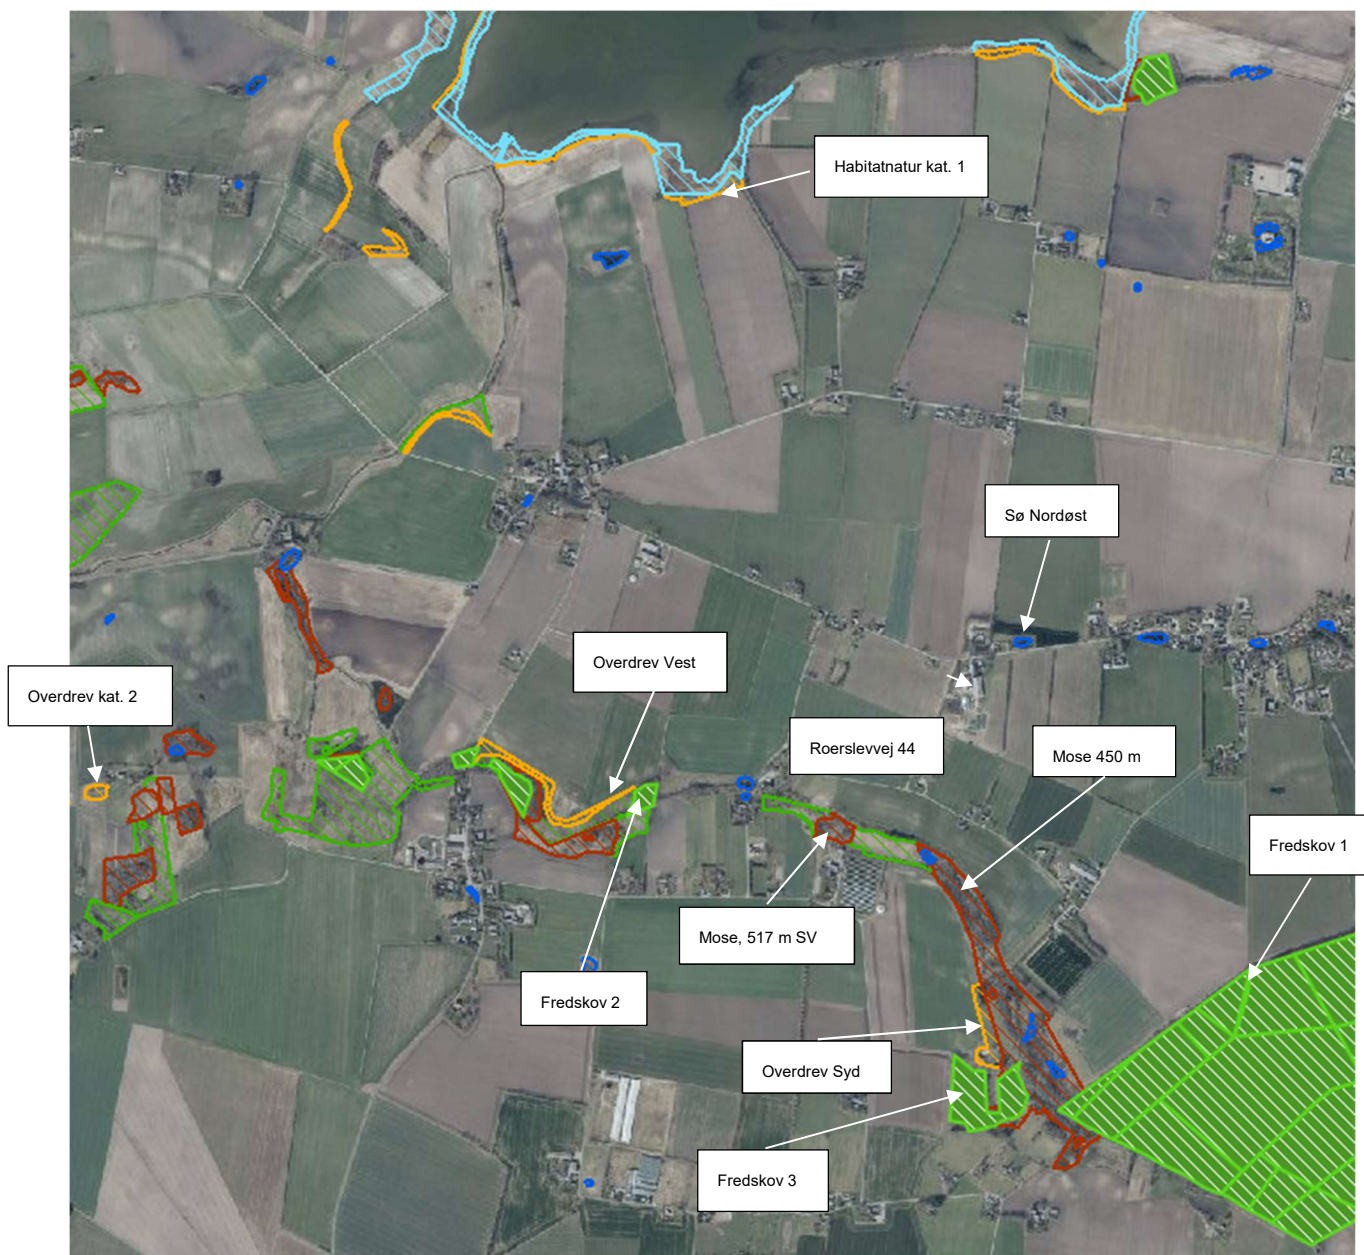 Habitatnatur kat. 1
Sø Nordøst
Overdrev Vest
Overdrev kat. 2
Roerslevvej 44
Mose 450 m
Fredskov 1
Mose, 517 m SV
Fredskov 2
Overdrev Syd
Fredskov 3